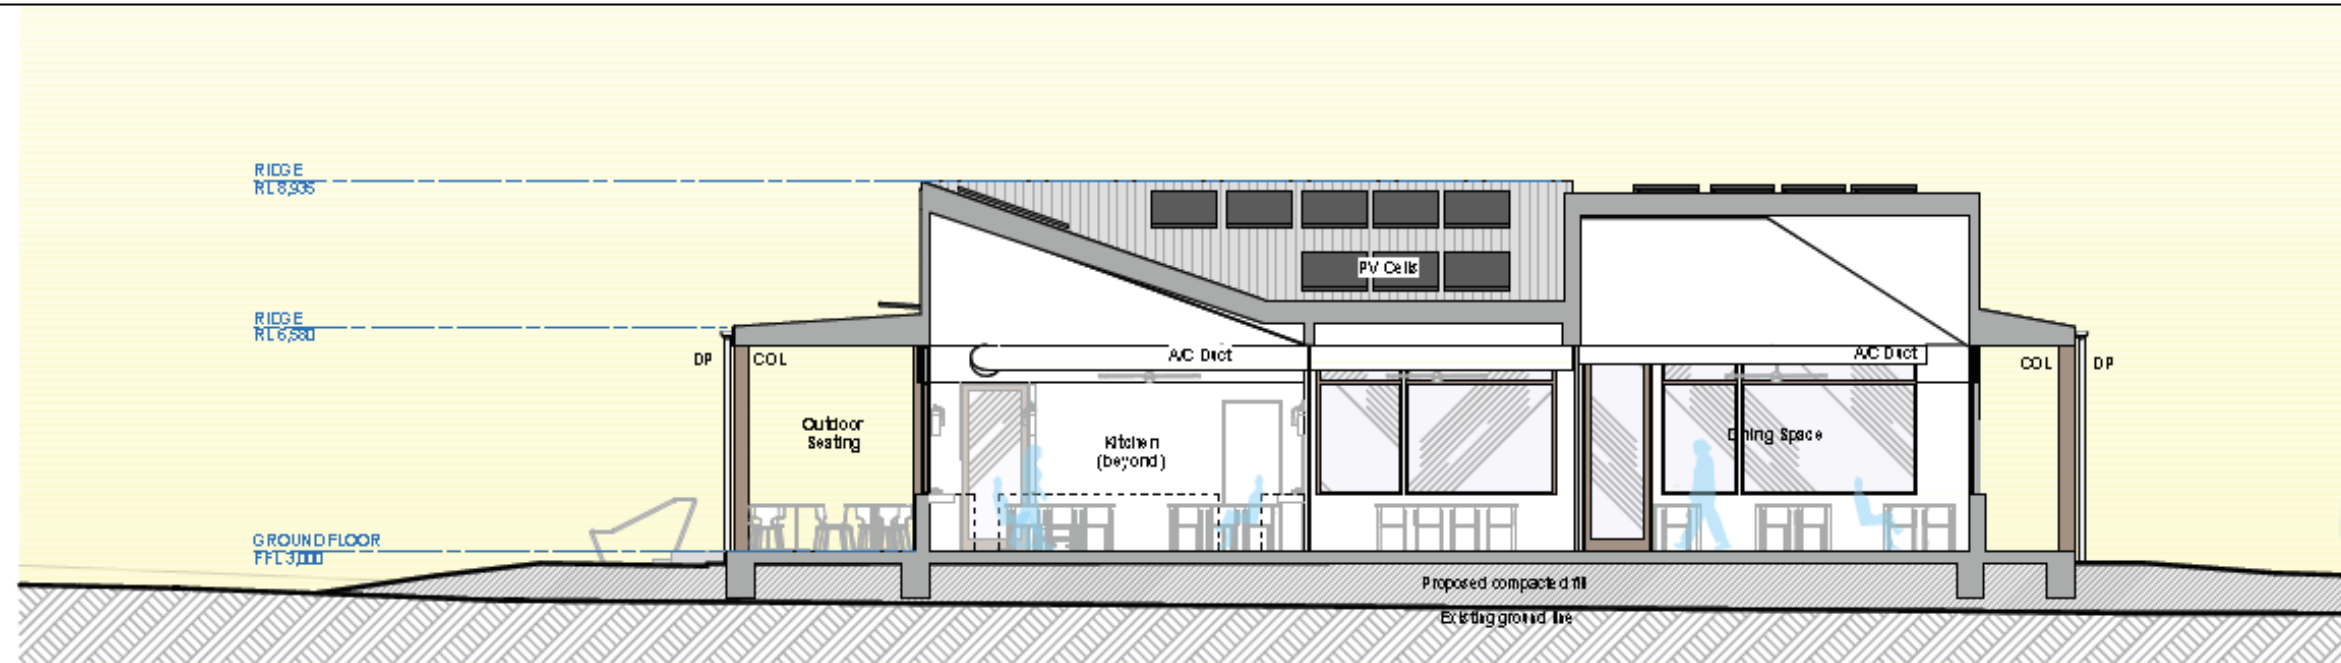 RIDGE
RL 8,935
PV Cells
RIDGE
RL 6,580
DP
COL
A/C Duct
A/C Duct
COL
DP
Outdoor
Seating
Kitchen
(beyond)
Dining Space
GROUND FLOOR
FFL 3,000
Proposed compacted fill
Existing ground line